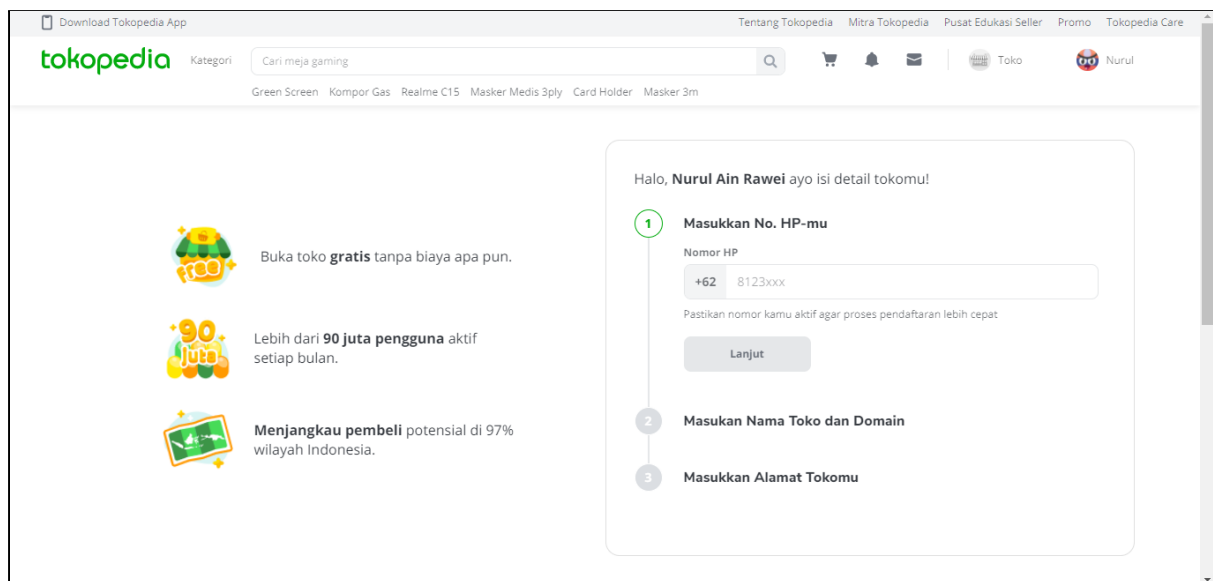 Download Tokopedia App
Tentang Tokopedia Mitra Tokopedia Pusat Edukasi Seller Promo Tokopedia Care
tokopedia Kategori Cari meja gaming Toko Nurul
Green Screen Kompor Gas Realme C15 Masker Medis 3ply Card Holder Masker 3m
Free
Buka toko gratis tanpa biaya apa pun.
90 juta
Lebih dari 90 juta pengguna aktif
setiap bulan.
Menjangkau pembeli potensial di 97%
wilayah Indonesia.
Halo, Nurul Ain Rawei ayo isi detail tokomu!
1 Masukkan No. HP-mu
Nomor HP
+62 8123xxx
Pastikan nomor kamu aktif agar proses pendaftaran lebih cepat
Lanjut
2 Masukan Nama Toko dan Domain
3 Masukkan Alamat Tokomu